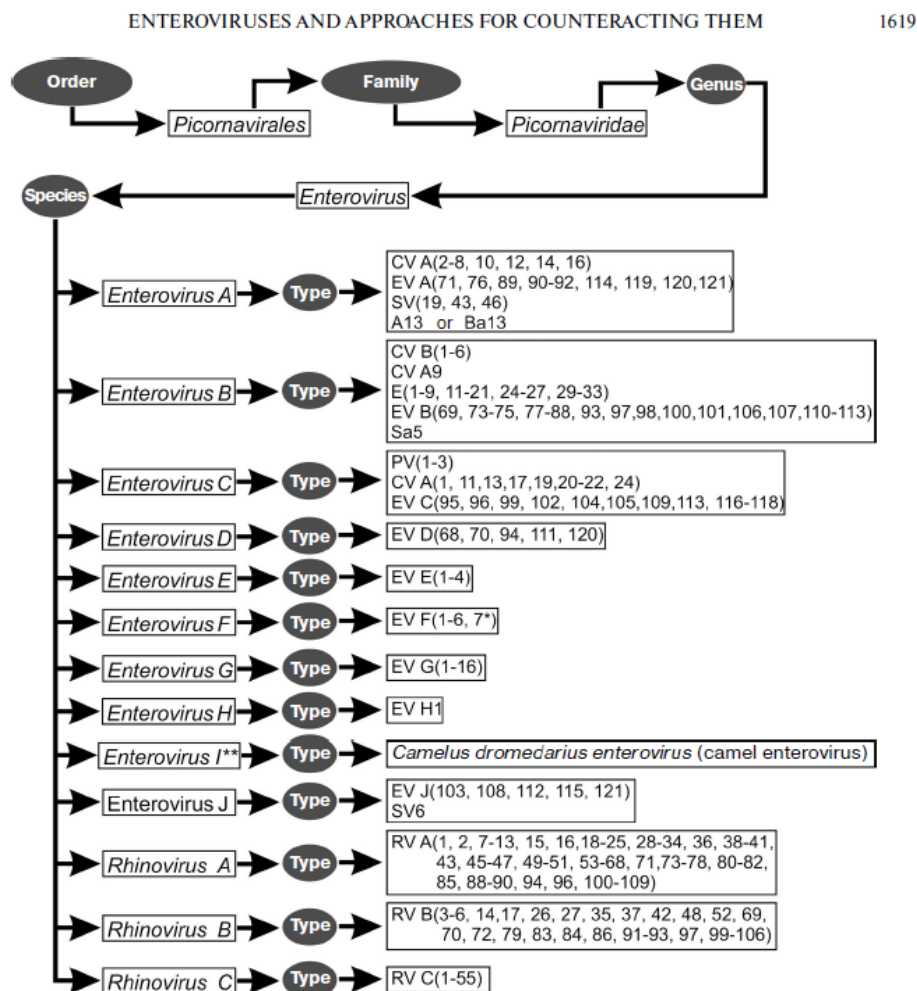 ENTEROVIRUSES AND APPROACHES FOR COUNTERACTING THEM 1619
Order
Family
Genus
Picornavirales
Picornaviridae
Species
Enterovirus
Enterovirus A
Type
CV A(2-8, 10, 12, 14, 16)
EV A(71, 76, 89, 90-92, 114, 119, 120,121)
SV(19, 43, 46)
A13 or Ba13
Enterovirus B
Type
CV B(1-6)
CV A9
E(1-9, 11-21, 24-27, 29-33)
EV B(69, 73-75, 77-88, 93, 97,98,100,101,106,107,110-113)
Sa5
Enterovirus C
Type
PV(1-3)
CV A(1, 11,13,17,19,20-22, 24)
EV C(95, 96, 99, 102, 104,105,109,113, 116-118)
Enterovirus D
Type
EV D(68, 70, 94, 111, 120)
Enterovirus E
Type
EV E(1-4)
Enterovirus F
Type
EV F(1-6, 7*)
Enterovirus G
Type
EV G(1-16)
Enterovirus H
Type
EV H1
Enterovirus I**
Type
Camelus dromedarius enterovirus (camel enterovirus)
Enterovirus J
Type
EV J(103, 108, 112, 115, 121)
SV6
Rhinovirus A
Type
RV A(1, 2, 7-13, 15, 16,18-25, 28-34, 36, 38-41,
43, 45-47, 49-51, 53-68, 71,73-78, 80-82,
85, 88-90, 94, 96, 100-109)
Rhinovirus B
Type
RV B(3-6, 14,17, 26, 27, 35, 37, 42, 48, 52, 69,
70, 72, 79, 83, 84, 86, 91-93, 97, 99-106)
Rhinovirus C
Type
RV C(1-55)